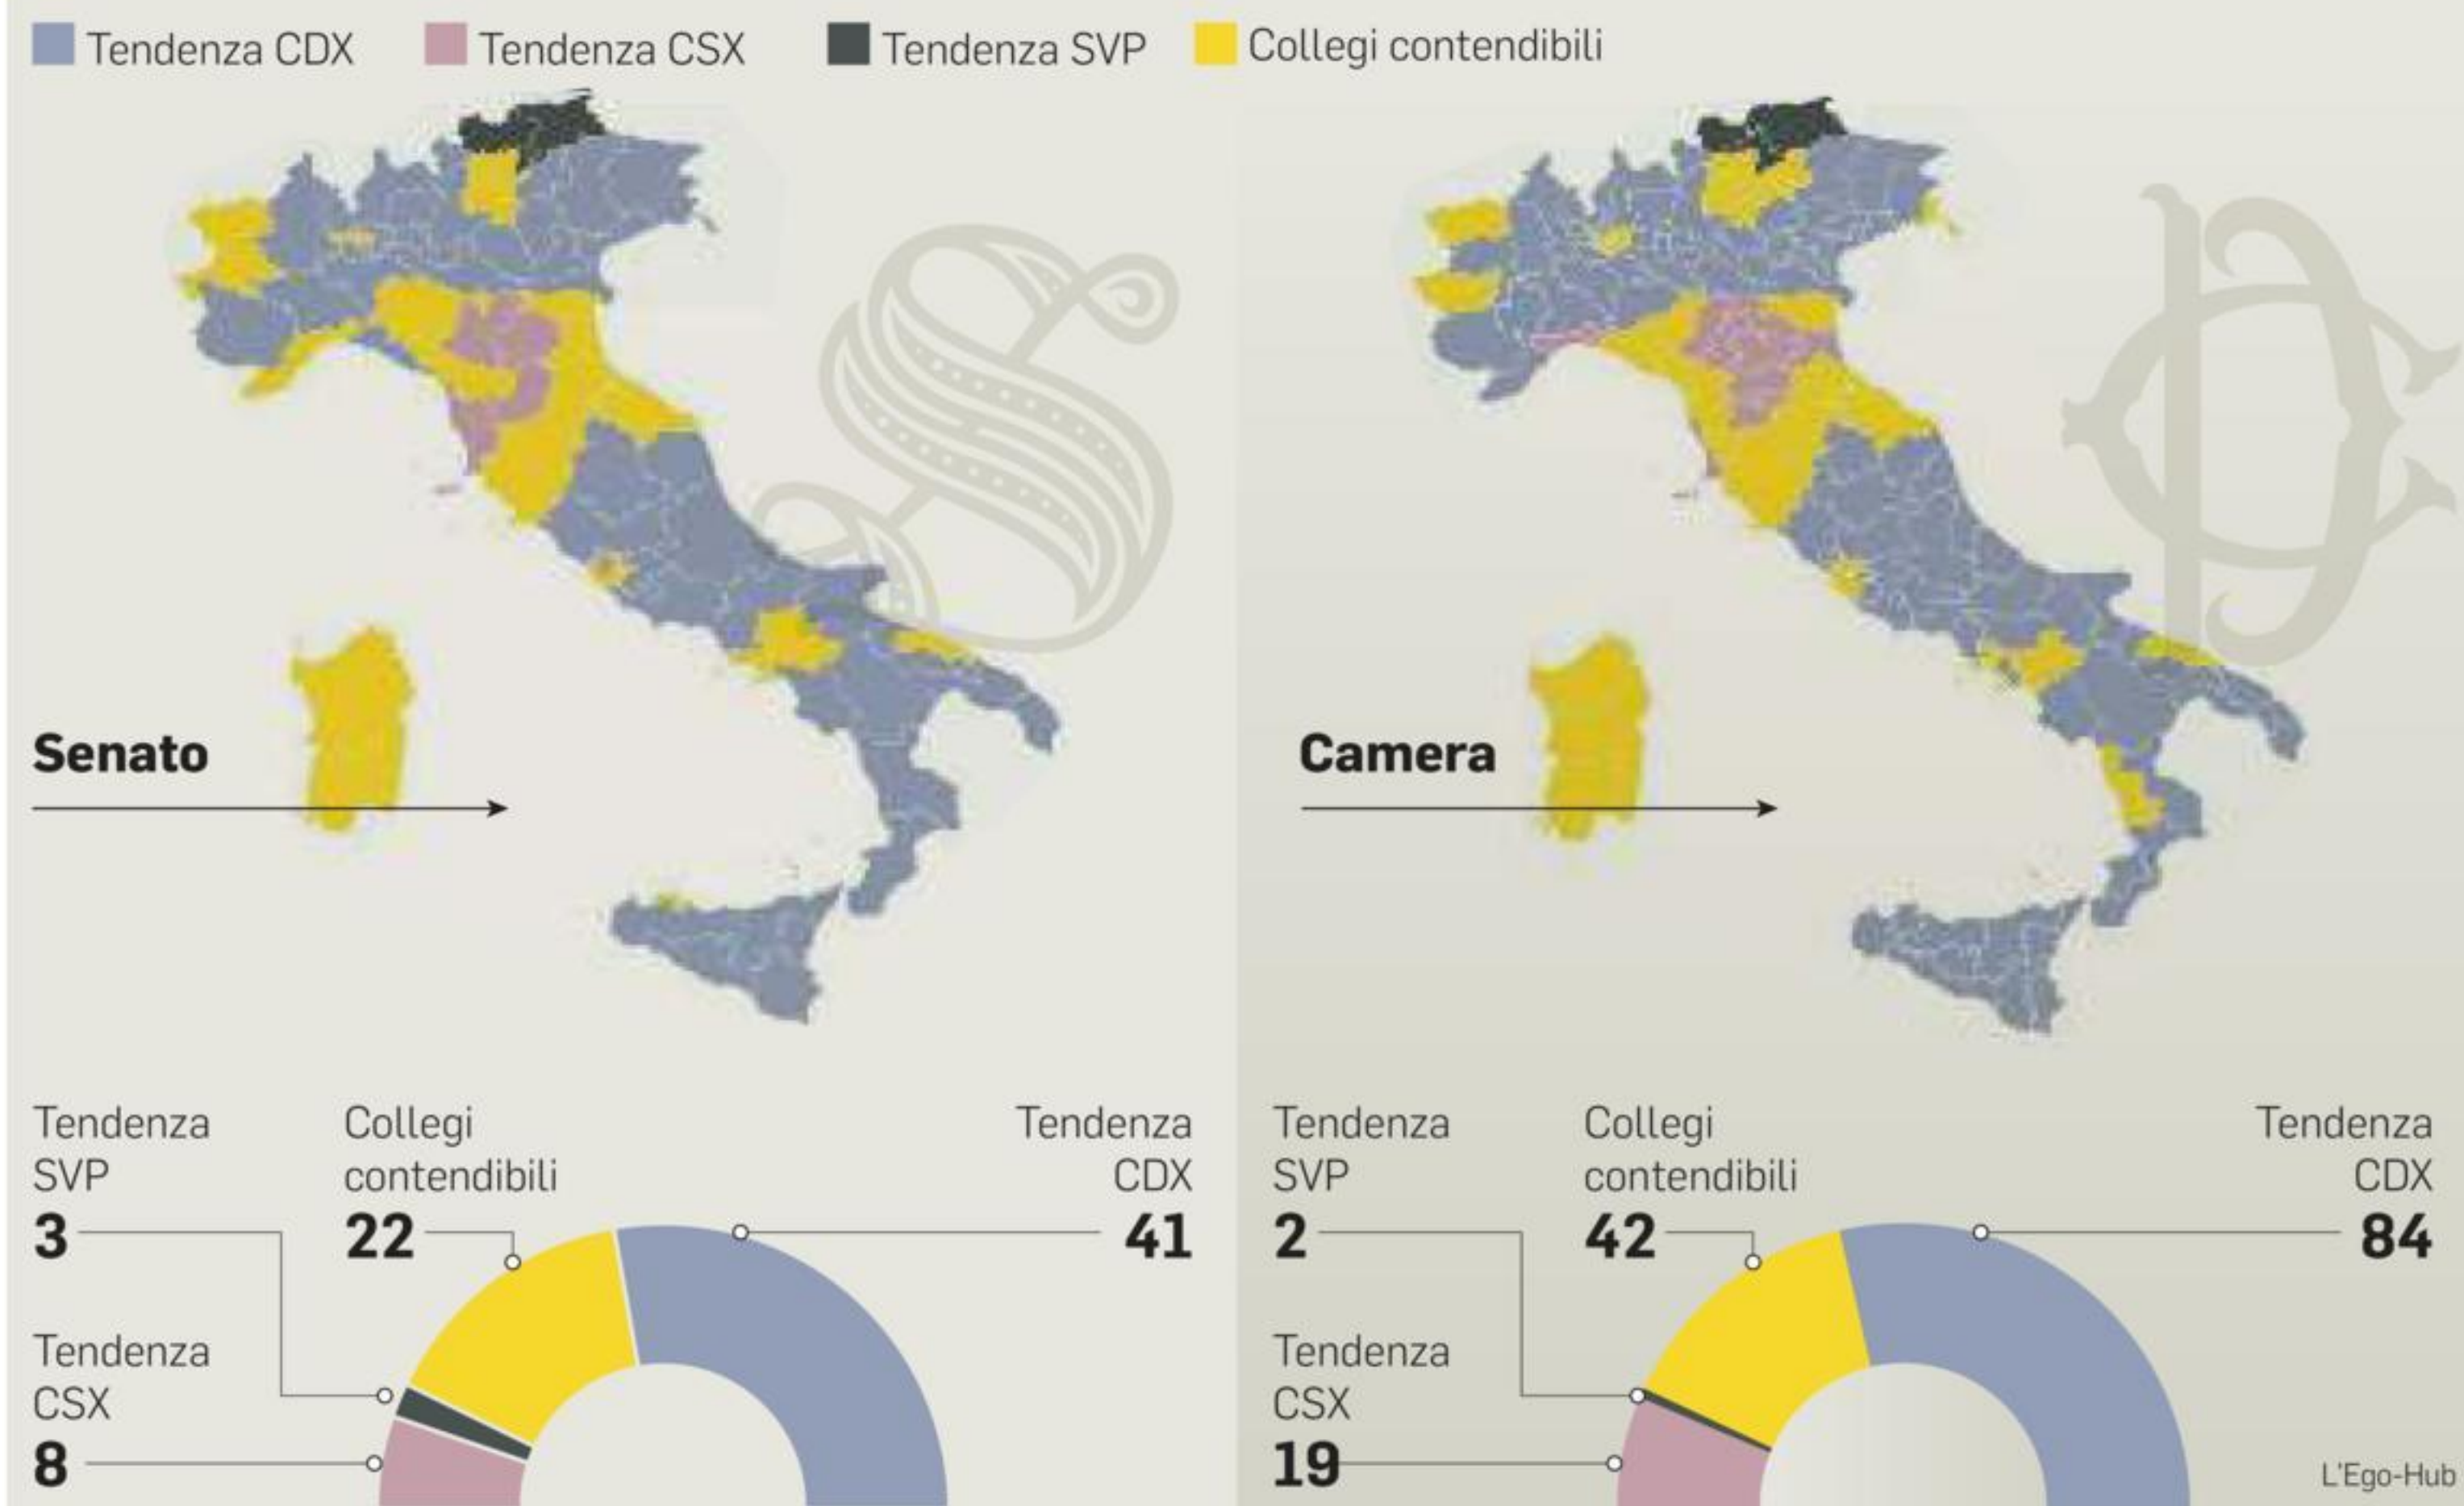 Tendenza CDX
Tendenza CSX
Tendenza SVP
Collegi contendibili
Senato
Tendenza
SVP
3
Collegi
contendibili
22
Tendenza
CDX
41
Tendenza
CSX
8
Camera
Tendenza
SVP
2
Collegi
contendibili
42
Tendenza
CDX
84
Tendenza
CSX
19
L'Ego-Hub